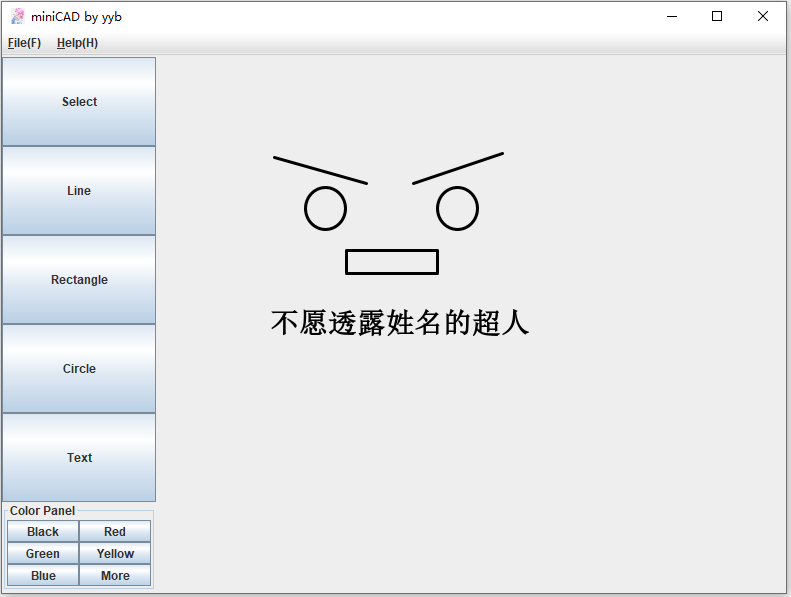 miniCAD by yyb
File(F) Help(H)
Select
Line
Rectangle
Circle
Text
Color Panel
Black Red
Green Yellow
Blue More
不愿透露姓名的超人